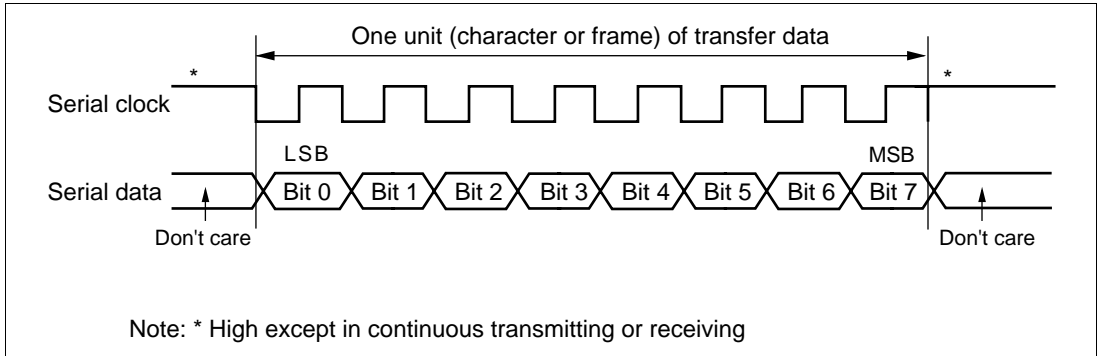 One unit (character or frame) of transfer data
* *
Serial clock
LSB MSB
Serial data Bit 0 Bit 1 Bit 2 Bit 3 Bit 4 Bit 5 Bit 6 Bit 7
Don't care Don't care
Note: * High except in continuous transmitting or receiving